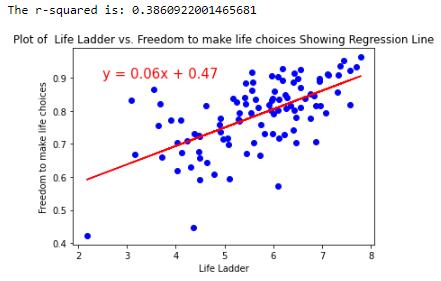 The r-squared is: 0.3860922001465681
Plot of Life Ladder vs. Freedom to make life choices Showing Regression Line
y = 0.06x + 0.47
Freedom to make life choices
0.9
0.8
0.7
0.6
0.5
0.4
2 3 4 5 6 7 8
Life Ladder